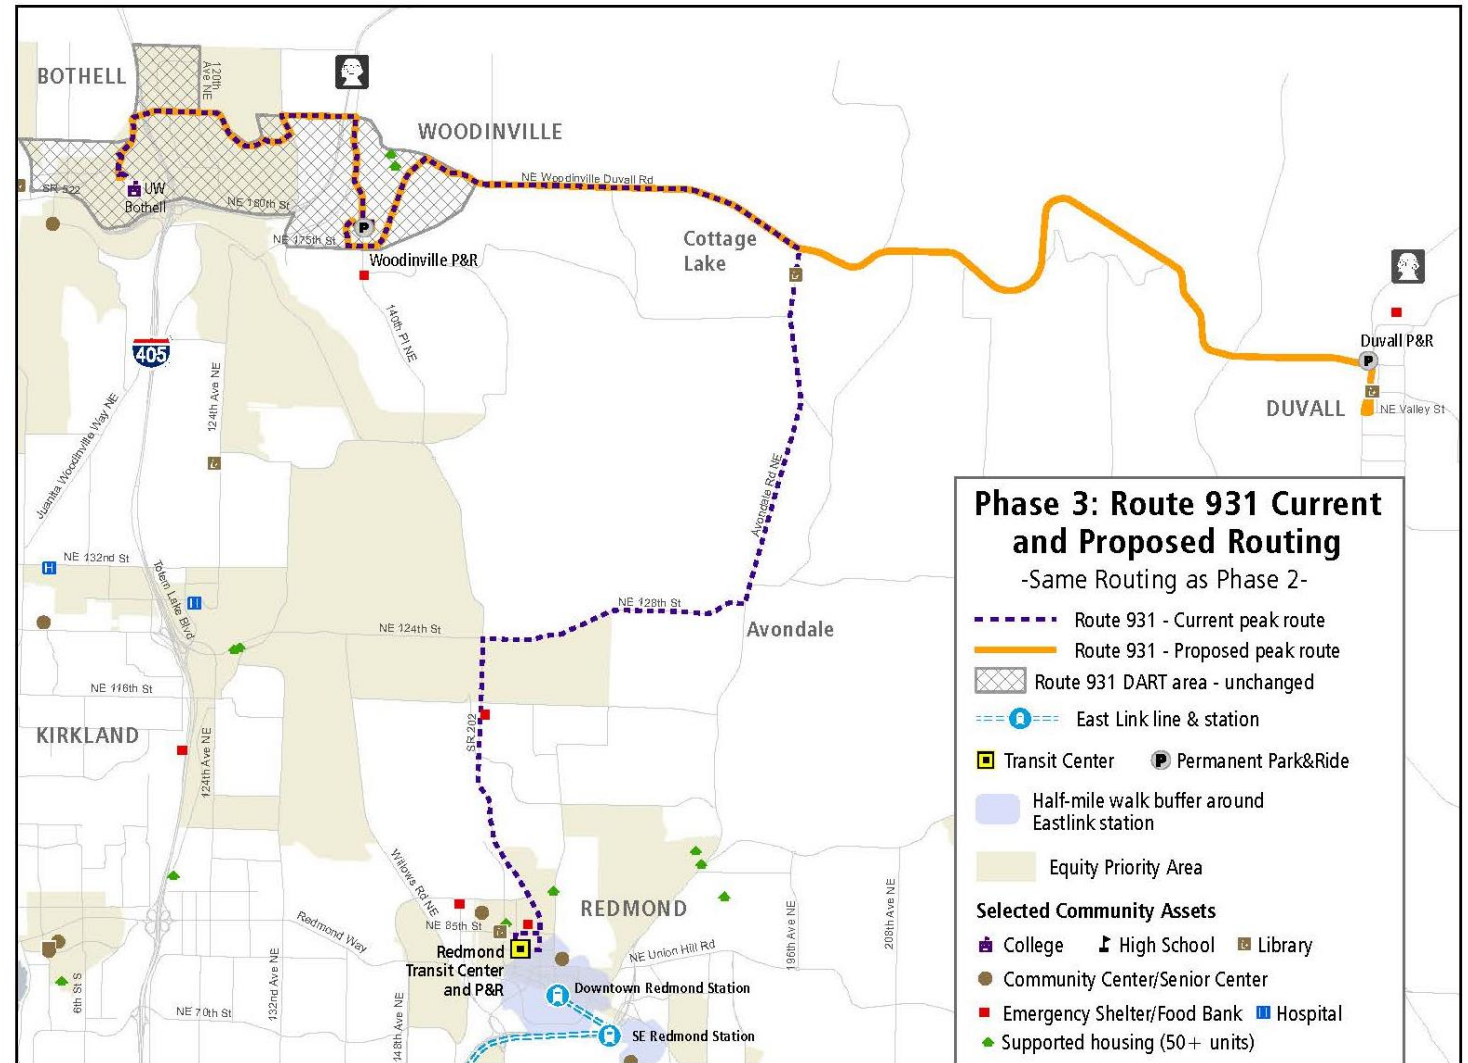 BOTHELL
120th
Ave NE
WOODINVILLE
SR 522
UW
Bothell
NE 180th St
NE 175th St
P
Woodinville P&R
NE Woodinville Duvall Rd
Cottage
Lake
140th Pl NE
405
124th Ave NE
Juanita Woodinville Way NE
Duvall P&R
P
DUVALL
NE Valley St
Avondale Rd NE
H
NE 132nd St
Totem Lake Blvd
H
NE 128th St
NE 124th St
Avondale
NE 116th St
KIRKLAND
124th Ave NE
SR 202
Willows Rd NE
REDMOND
NE 85th St
Redmond Way
Redmond
Transit Center
and P&R
NE Union Hill Rd
196th Ave NE
208th Ave NE
132nd Ave NE
148th Ave NE
6th St S
NE 70th St
Downtown Redmond Station
SE Redmond Station
Phase 3: Route 931 Current
and Proposed Routing
-Same Routing as Phase 2-
Route 931 - Current peak route
Route 931 - Proposed peak route
Route 931 DART area - unchanged
East Link line & station
Transit Center
P Permanent Park&Ride
Half-mile walk buffer around
Eastlink station
Equity Priority Area
Selected Community Assets
College
High School
Library
Community Center/Senior Center
Emergency Shelter/Food Bank
H Hospital
Supported housing (50+ units)